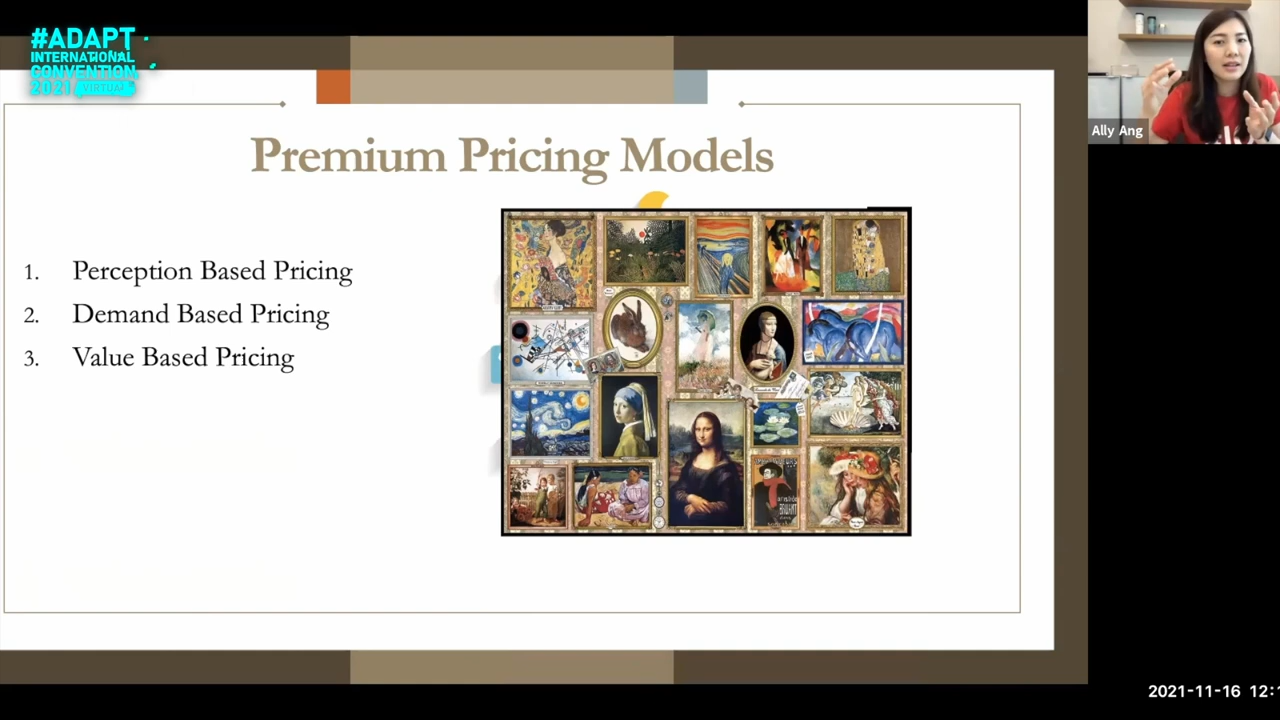 #ADAPT
INTERNATIONAL
CONVENTION
2021 VIRTUAL
Ally Ang
Premium Pricing Models
1. Perception Based Pricing
2. Demand Based Pricing
3. Value Based Pricing
2021-11-16 12:1